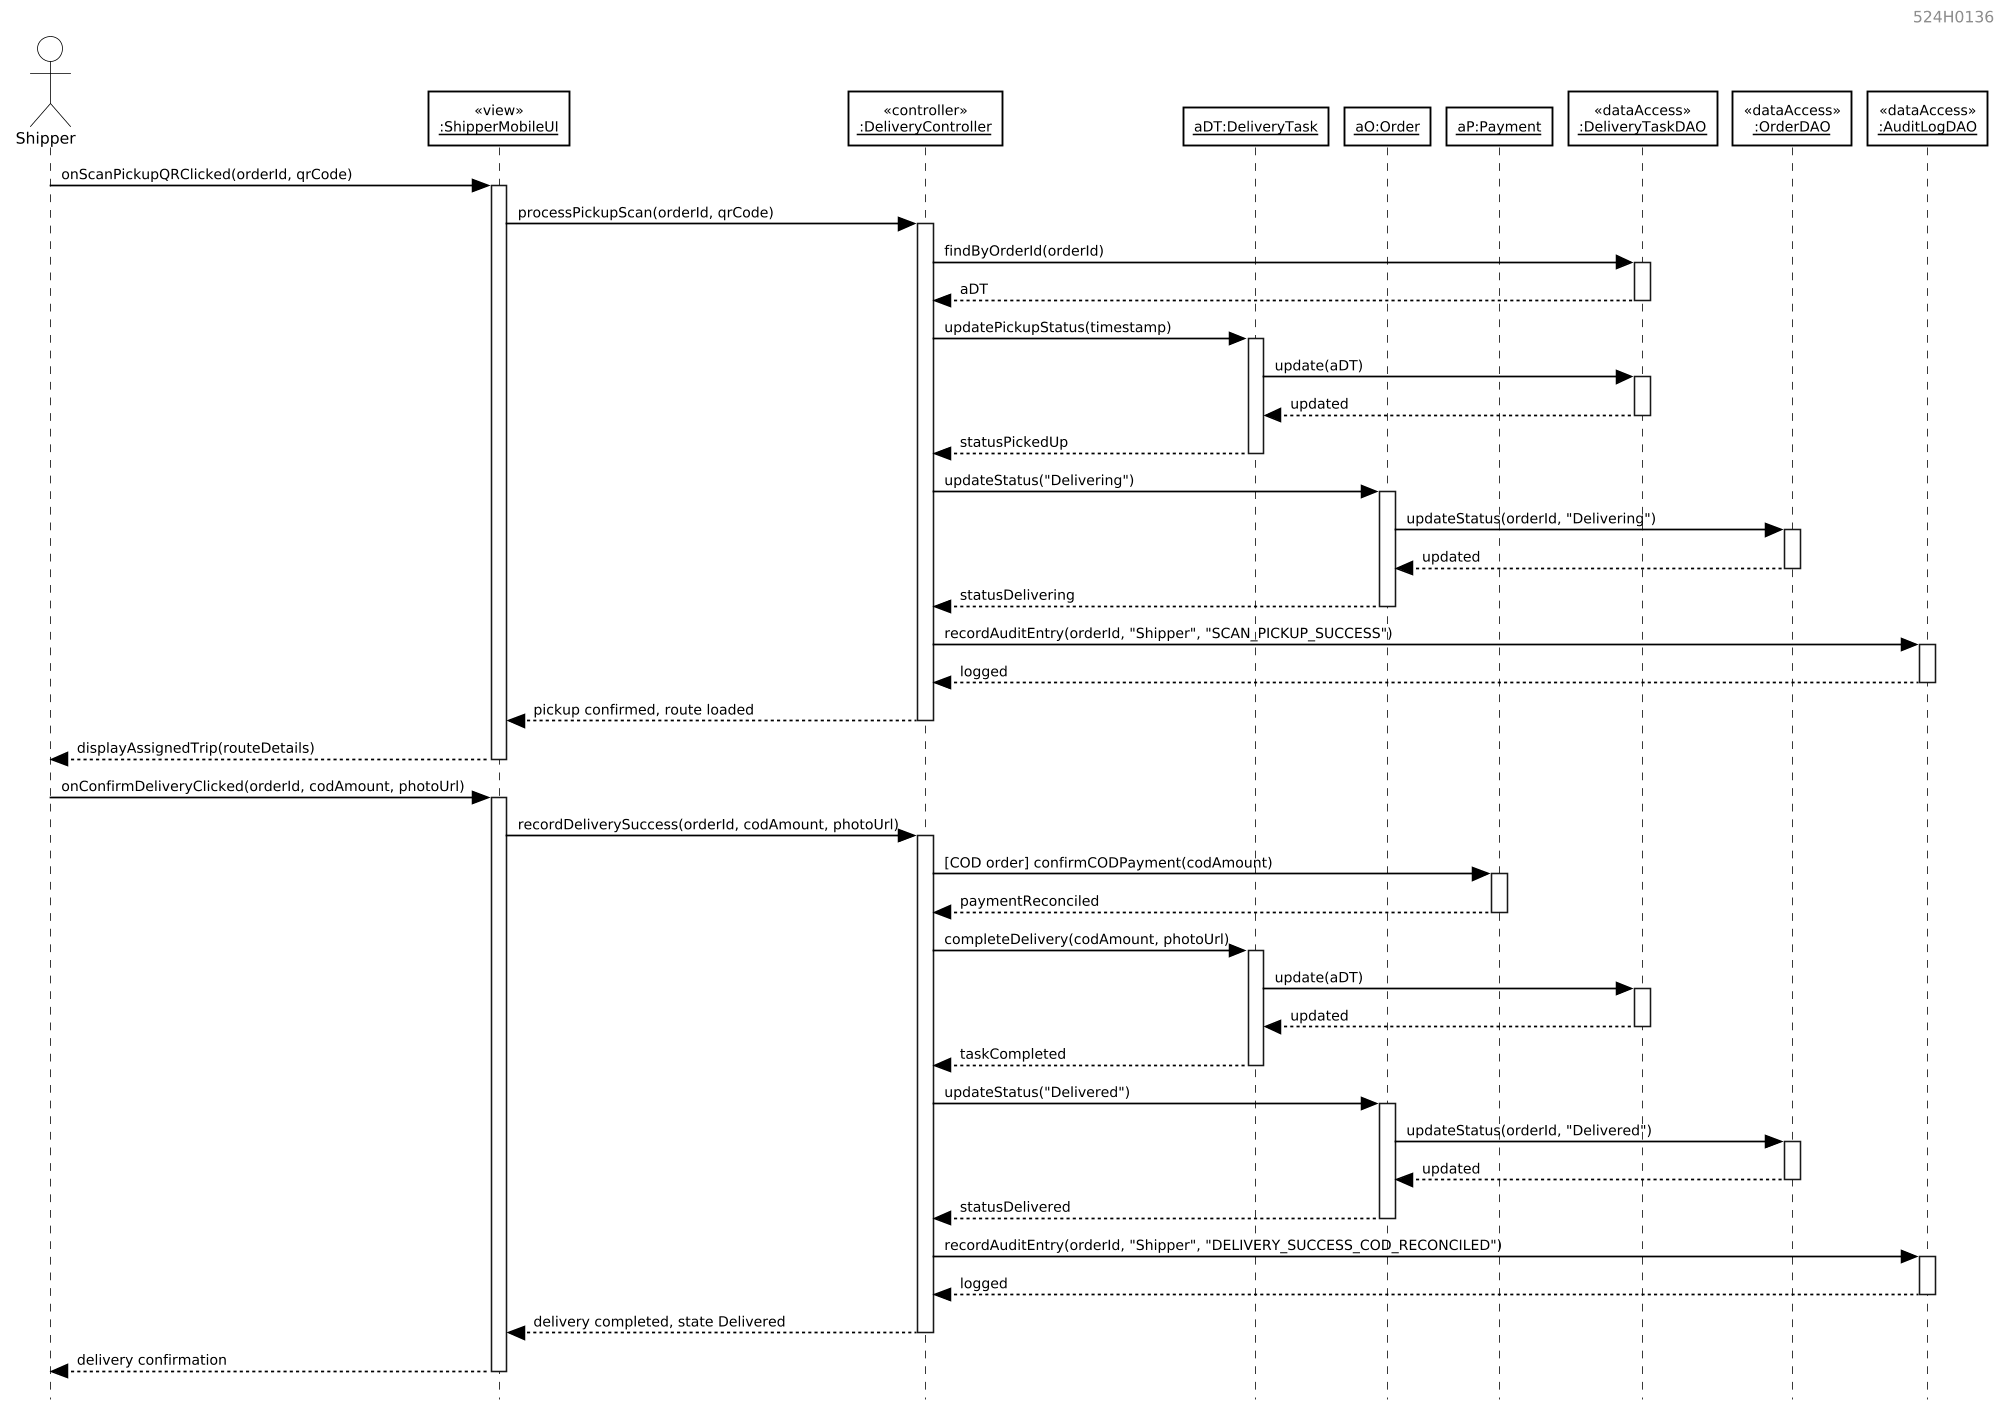 524H0136
Shipper
«view»
:ShipperMobileUI
«controller»
:DeliveryController
aDT:DeliveryTask
aO:Order
aP:Payment
«dataAccess»
:DeliveryTaskDAO
«dataAccess»
:OrderDAO
«dataAccess»
:AuditLogDAO
onScanPickupQRClicked(orderId, qrCode)
processPickupScan(orderId, qrCode)
findByOrderId(orderId)
aDT
updatePickupStatus(timestamp)
update(aDT)
updated
statusPickedUp
updateStatus("Delivering")
updateStatus(orderId, "Delivering")
updated
statusDelivering
recordAuditEntry(orderId, "Shipper", "SCAN_PICKUP_SUCCESS")
logged
pickup confirmed, route loaded
displayAssignedTrip(routeDetails)
onConfirmDeliveryClicked(orderId, codAmount, photoUrl)
recordDeliverySuccess(orderId, codAmount, photoUrl)
[COD order] confirmCODPayment(codAmount)
paymentReconciled
completeDelivery(codAmount, photoUrl)
update(aDT)
updated
taskCompleted
updateStatus("Delivered")
updateStatus(orderId, "Delivered")
updated
statusDelivered
recordAuditEntry(orderId, "Shipper", "DELIVERY_SUCCESS_COD_RECONCILED")
logged
delivery completed, state Delivered
delivery confirmation